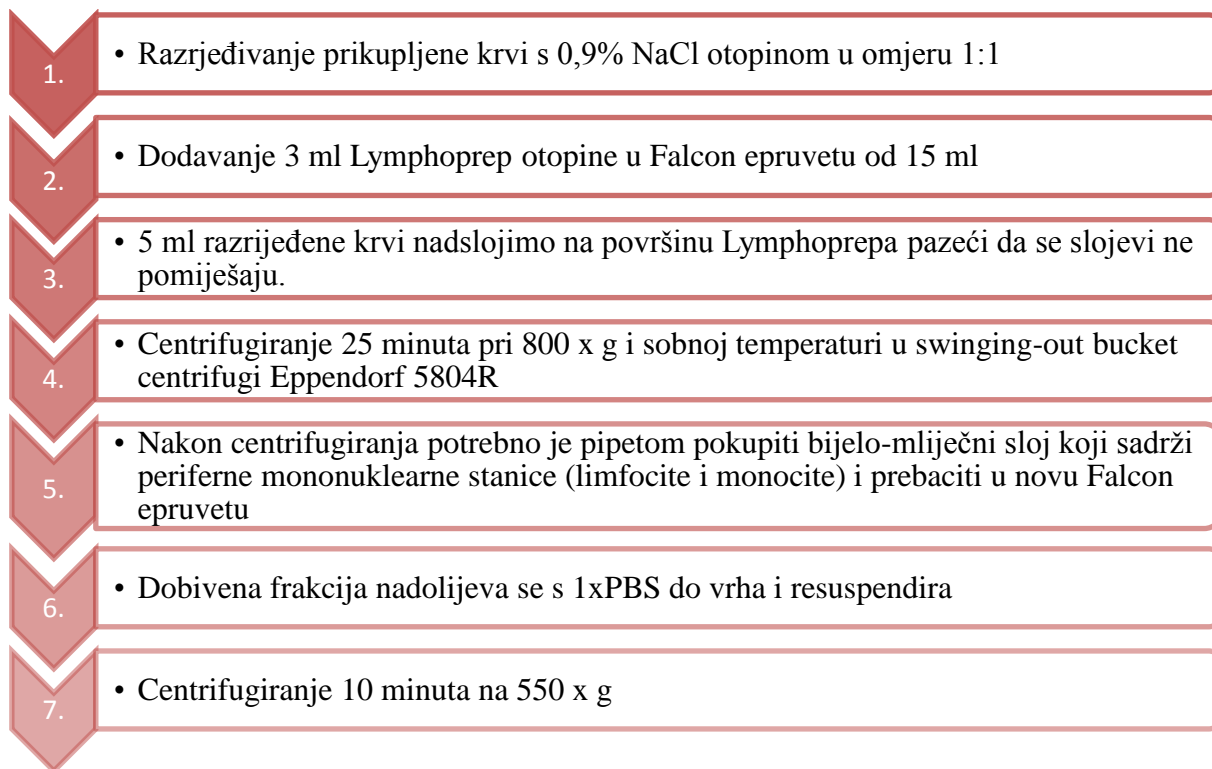 1.
• Razrjeđivanje prikupljene krvi s 0,9% NaCl otopinom u omjeru 1:1
2.
• Dodavanje 3 ml Lymphoprep otopine u Falcon epruvetu od 15 ml
3.
• 5 ml razrijeđene krvi nadslojimo na površinu Lymphoprepa pazeći da se slojevi ne
pomiješaju.
4.
• Centrifugiranje 25 minuta pri 800 x g i sobnoj temperaturi u swinging-out bucket
centrifugi Eppendorf 5804R
5.
• Nakon centrifugiranja potrebno je pipetom pokupiti bijelo-mliječni sloj koji sadrži
periferne mononuklearne stanice (limfocite i monocite) i prebaciti u novu Falcon
epruvetu
6.
• Dobivena frakcija nadolijeva se s 1xPBS do vrha i resuspendira
7.
• Centrifugiranje 10 minuta na 550 x g